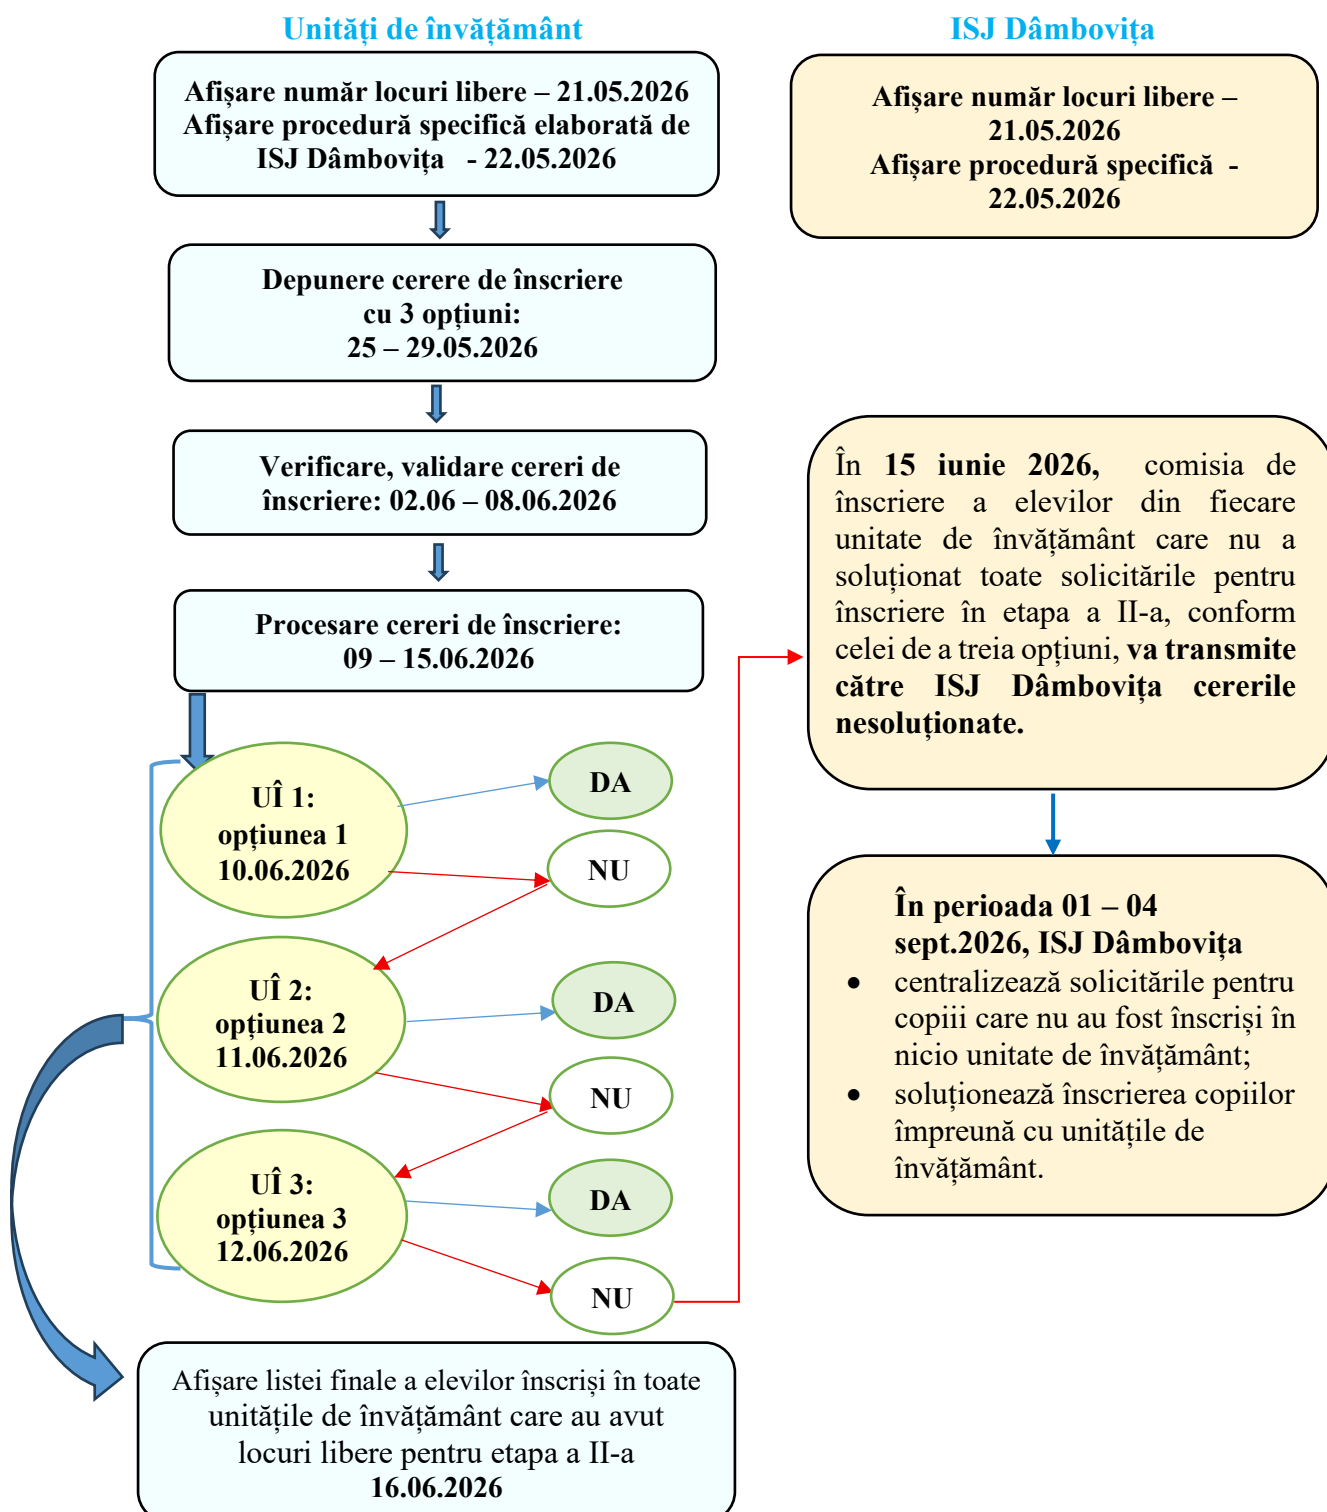 Unități de învățământ
Afișare număr locuri libere – 21.05.2026
Afișare procedură specifică elaborată de
ISJ Dâmbovița - 22.05.2026
Depunere cerere de înscriere
cu 3 opțiuni:
25 – 29.05.2026
Verificare, validare cereri de
înscriere: 02.06 – 08.06.2026
Procesare cereri de înscriere:
09 – 15.06.2026
UÎ 1:
opțiunea 1
10.06.2026
DA
NU
UÎ 2:
opțiunea 2
11.06.2026
DA
NU
UÎ 3:
opțiunea 3
12.06.2026
DA
NU
Afișare listei finale a elevilor înscriși în toate
unitățile de învățământ care au avut
locuri libere pentru etapa a II-a
16.06.2026
ISJ Dâmbovița
Afișare număr locuri libere –
21.05.2026
Afișare procedură specifică -
22.05.2026
În 15 iunie 2026, comisia de
înscriere a elevilor din fiecare
unitate de învățământ care nu a
soluționat toate solicitările pentru
înscriere în etapa a II-a, conform
celei de a treia opțiuni, va transmite
către ISJ Dâmbovița cererile
nesoluționate.
În perioada 01 – 04
sept.2026, ISJ Dâmbovița
• centralizează solicitările pentru
copiii care nu au fost înscriși în
nicio unitate de învățământ;
• soluționează înscrierea copiilor
împreună cu unitățile de
învățământ.